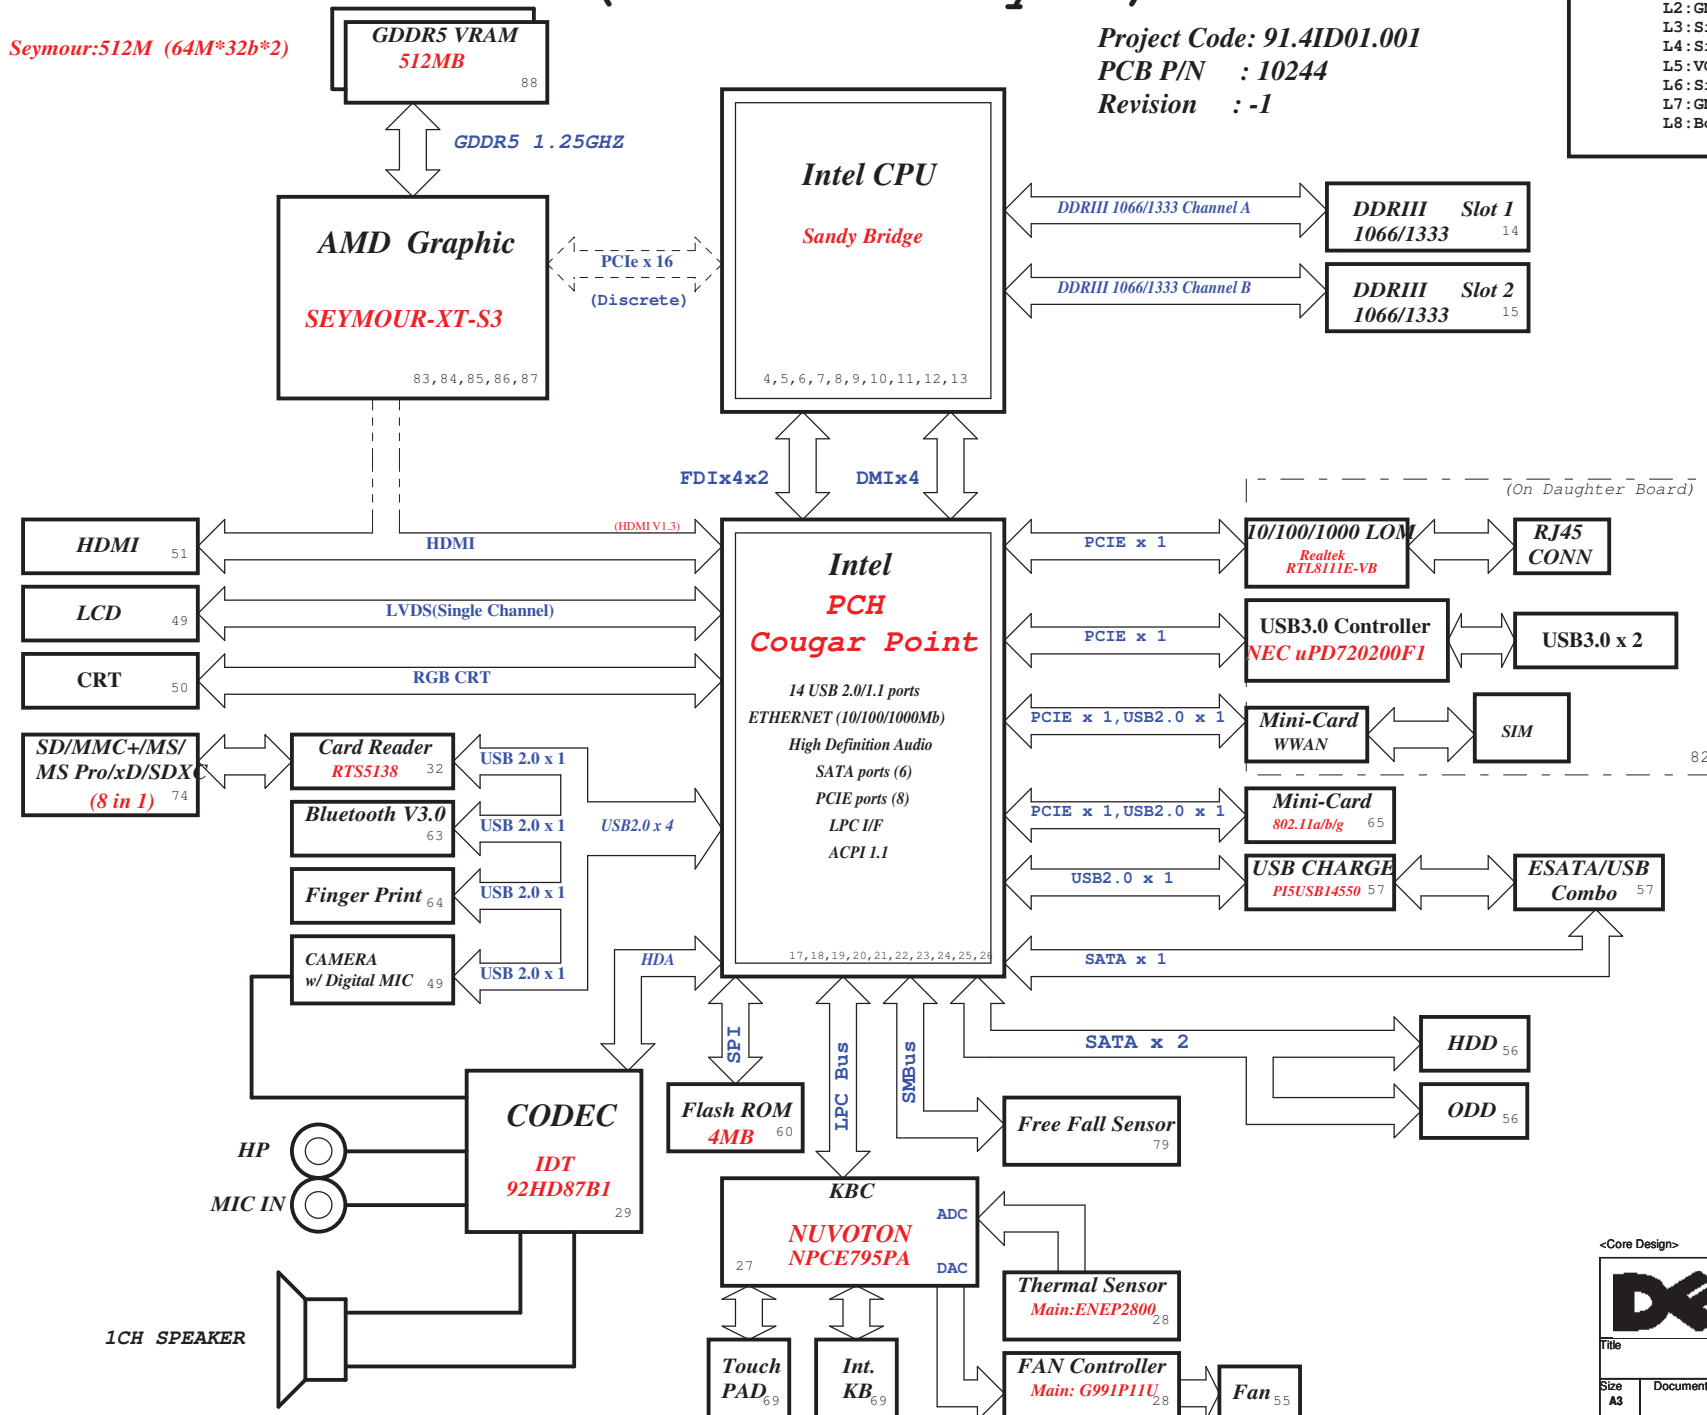 Seymour:512M (64M*32b*2)
GDDR5 VRAM
512MB
88
GDDR5 1.25GHZ
Project Code: 91.4ID01.001
PCB P/N : 10244
Revision : -1
AMD Graphic
SEYMOUR-XT-S3
83,84,85,86,87
PCIe x 16
(Discrete)
Intel CPU
Sandy Bridge
4,5,6,7,8,9,10,11,12,13
DDRIII 1066/1333 Channel A
DDRIII Slot 1
1066/1333
14
DDRIII 1066/1333 Channel B
DDRIII Slot 2
1066/1333
15
FDIx4x2
DMIx4
HDMI
51
HDMI
(HDMI V1.3)
LCD
49
LVDS(Single Channel)
CRT
50
RGB CRT
SD/MMC+/MS/
MS Pro/xD/SDXC
(8 in 1)
74
Card Reader
RTS5138
32
USB 2.0 x 1
Bluetooth V3.0
63
USB 2.0 x 1
USB2.0 x 4
Finger Print
64
USB 2.0 x 1
CAMERA
w/ Digital MIC
49
USB 2.0 x 1
HDA
Intel
PCH
Cougar Point
14 USB 2.0/1.1 ports
ETHERNET (10/100/1000Mb)
High Definition Audio
SATA ports (6)
PCIE ports (8)
LPC I/F
ACPI 1.1
17,18,19,20,21,22,23,24,25,26
(On Daughter Board)
PCIE x 1
10/100/1000 LOM
Realtek
RTL8111E-VB
RJ45
CONN
PCIE x 1
USB3.0 Controller
NEC uPD720200F1
USB3.0 x 2
PCIE x 1,USB2.0 x 1
Mini-Card
WWAN
SIM
82
PCIE x 1,USB2.0 x 1
Mini-Card
802.11a/b/g
65
USB2.0 x 1
USB CHARGE
PI5USB14550
57
ESATA/USB
Combo
57
SATA x 1
SATA x 2
HDD
56
ODD
56
SPI
LPC Bus
SMBus
Flash ROM
4MB
60
Free Fall Sensor
79
CODEC
IDT
92HD87B1
29
HP
MIC IN
1CH SPEAKER
KBC
NUVOTON
NPCE795PA
27
ADC
DAC
Thermal Sensor
Main:ENEP2800
28
Touch
PAD
69
Int.
KB
69
FAN Controller
Main: G991P11U
28
Fan
55
<Core Design>
Title
Size
A3
Document